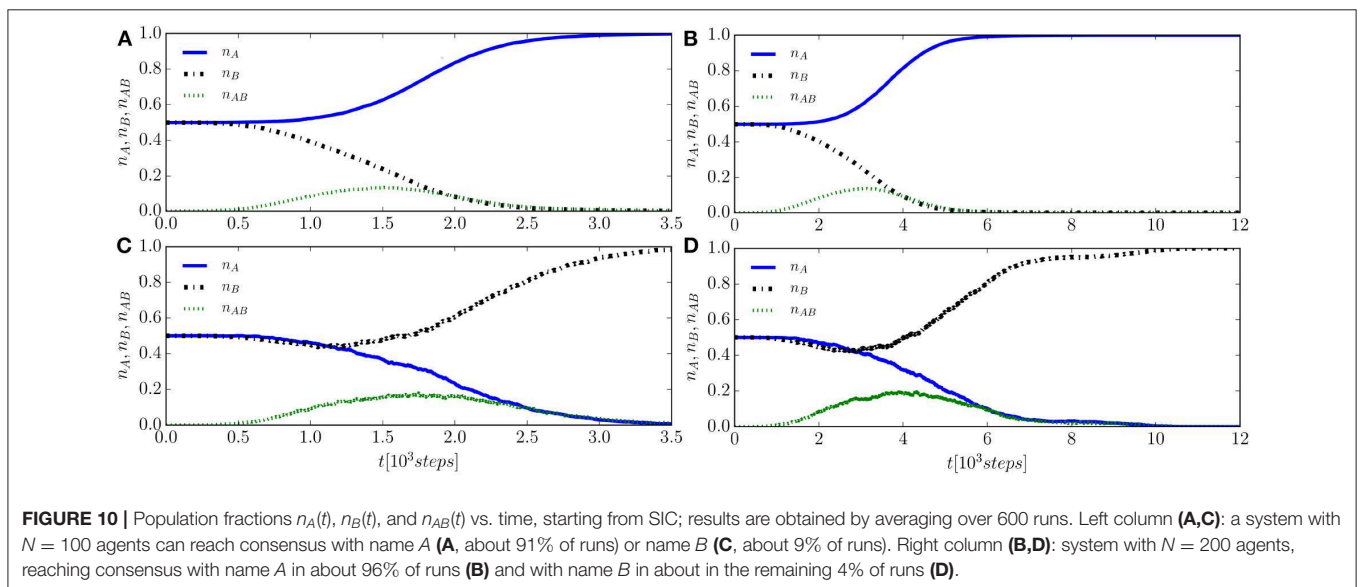 A
1.0
0.8
0.6
0.4
0.2
0.0
n_A, n_B, n_AB
n_A
n_B
n_AB
0.0 0.5 1.0 1.5 2.0 2.5 3.0 3.5
B
1.0
0.8
0.6
0.4
0.2
0.0
n_A, n_B, n_AB
n_A
n_B
n_AB
0 2 4 6 8 10 12
C
1.0
0.8
0.6
0.4
0.2
0.0
n_A, n_B, n_AB
n_A
n_B
n_AB
0.0 0.5 1.0 1.5 2.0 2.5 3.0 3.5
t[10³steps]
D
1.0
0.8
0.6
0.4
0.2
0.0
n_A, n_B, n_AB
n_A
n_B
n_AB
0 2 4 6 8 10 12
t[10³steps]
FIGURE 10 | Population fractions n_A(t), n_B(t), and n_AB(t) vs. time, starting from SIC; results are obtained by averaging over 600 runs. Left column (A,C): a system with
N = 100 agents can reach consensus with name A (A, about 91% of runs) or name B (C, about 9% of runs). Right column (B,D): system with N = 200 agents,
reaching consensus with name A in about 96% of runs (B) and with name B in about in the remaining 4% of runs (D).